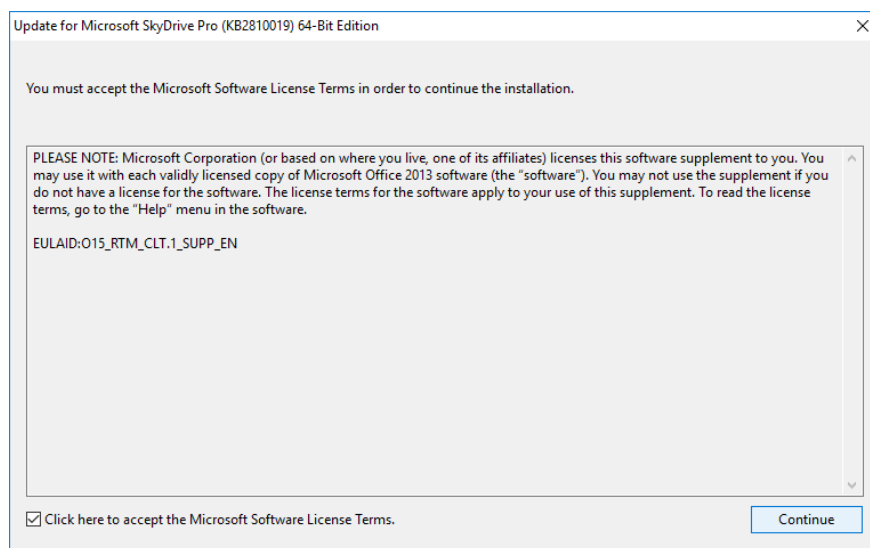 Update for Microsoft SkyDrive Pro (KB2810019) 64-Bit Edition
You must accept the Microsoft Software License Terms in order to continue the installation.
PLEASE NOTE: Microsoft Corporation (or based on where you live, one of its affiliates) licenses this software supplement to you. You
may use it with each validly licensed copy of Microsoft Office 2013 software (the “software”). You may not use the supplement if you
do not have a license for the software. The license terms for the software apply to your use of this supplement. To read the license
terms, go to the “Help” menu in the software.
EULAID:O15_RTM_CLT.1_SUPP_EN
Click here to accept the Microsoft Software License Terms.
Continue